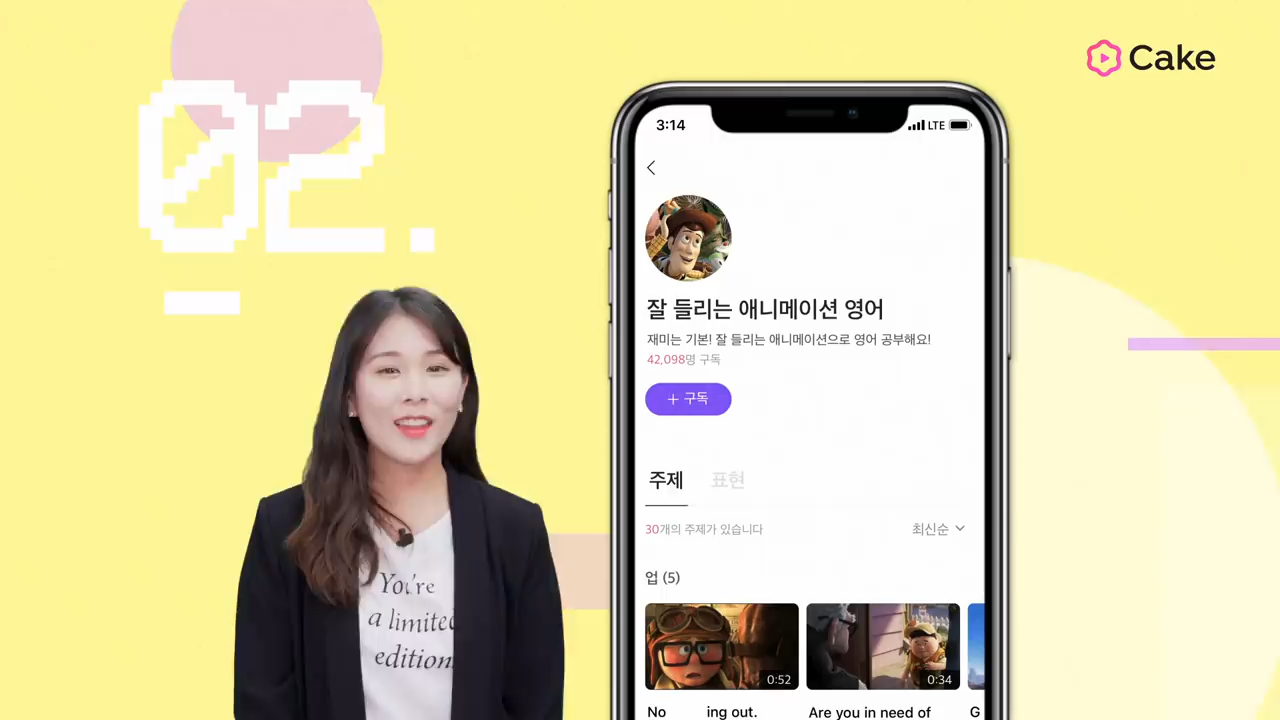 02.
Cake
3:14
LTE
잘 들리는 애니메이션 영어
재미는 기본! 잘 들리는 애니메이션으로 영어 공부해요!
42,098명 구독
+ 구독
주제 표현
30개의 주제가 있습니다
최신순
업 (5)
0:52
0:34
No ing out.
Are you in need of
G
You're
a limited
edition